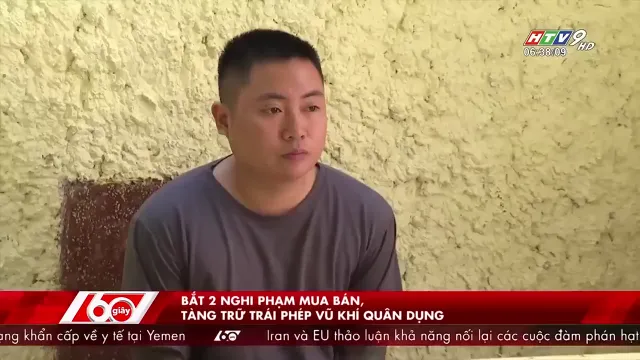 HTV9 HD
06:38:09
60 giây
BẮT 2 NGHI PHẠM MUA BÁN,
TÀNG TRỮ TRÁI PHÉP VŨ KHÍ QUÂN DỤNG
ạng khẩn cấp về y tế tại Yemen Iran và EU thảo luận khả năng nối lại các cuộc đàm phán hạt